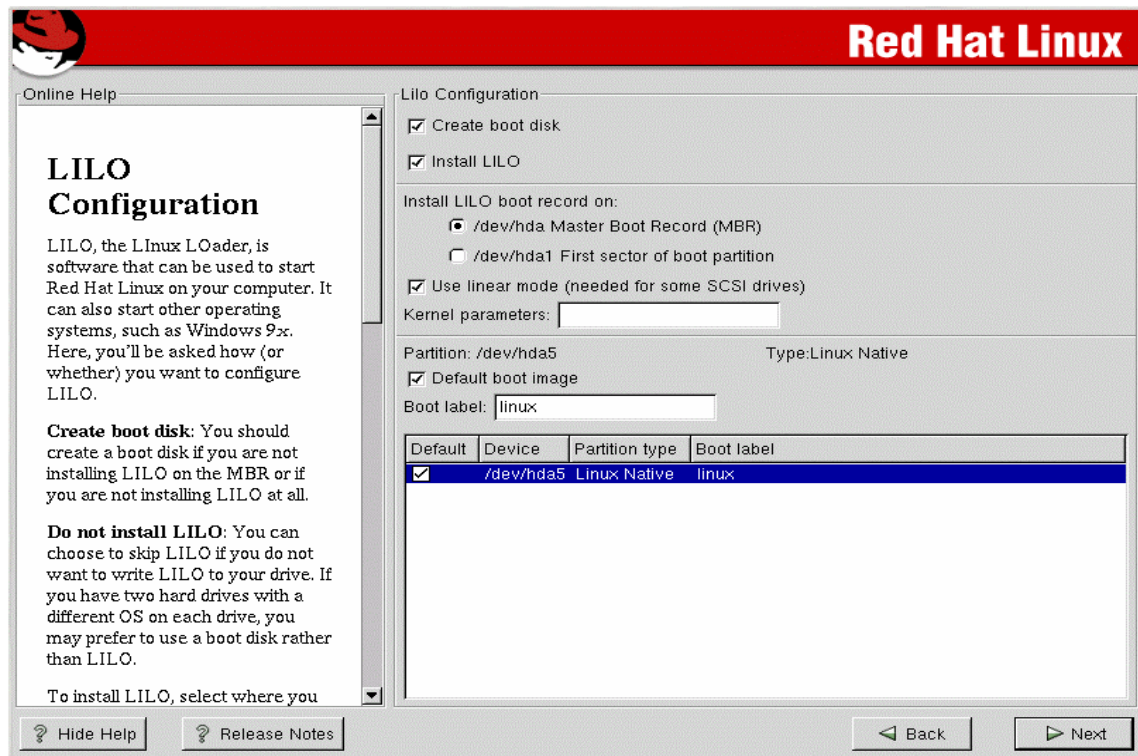 Red Hat Linux
Online Help
LILO
Configuration
LILO, the LInux LOader, is
software that can be used to start
Red Hat Linux on your computer. It
can also start other operating
systems, such as Windows 9x.
Here, you'll be asked how (or
whether) you want to configure
LILO.
Create boot disk: You should
create a boot disk if you are not
installing LILO on the MBR or if
you are not installing LILO at all.
Do not install LILO: You can
choose to skip LILO if you do not
want to write LILO to your drive. If
you have two hard drives with a
different OS on each drive, you
may prefer to use a boot disk rather
than LILO.
To install LILO, select where you
Lilo Configuration
Create boot disk
Install LILO
Install LILO boot record on:
/dev/hda Master Boot Record (MBR)
/dev/hda1 First sector of boot partition
Use linear mode (needed for some SCSI drives)
Kernel parameters:
Partition: /dev/hda5 Type:Linux Native
Default boot image
Boot label: linux
Default Device Partition type Boot label
/dev/hda5 Linux Native linux
? Hide Help ? Release Notes Back Next